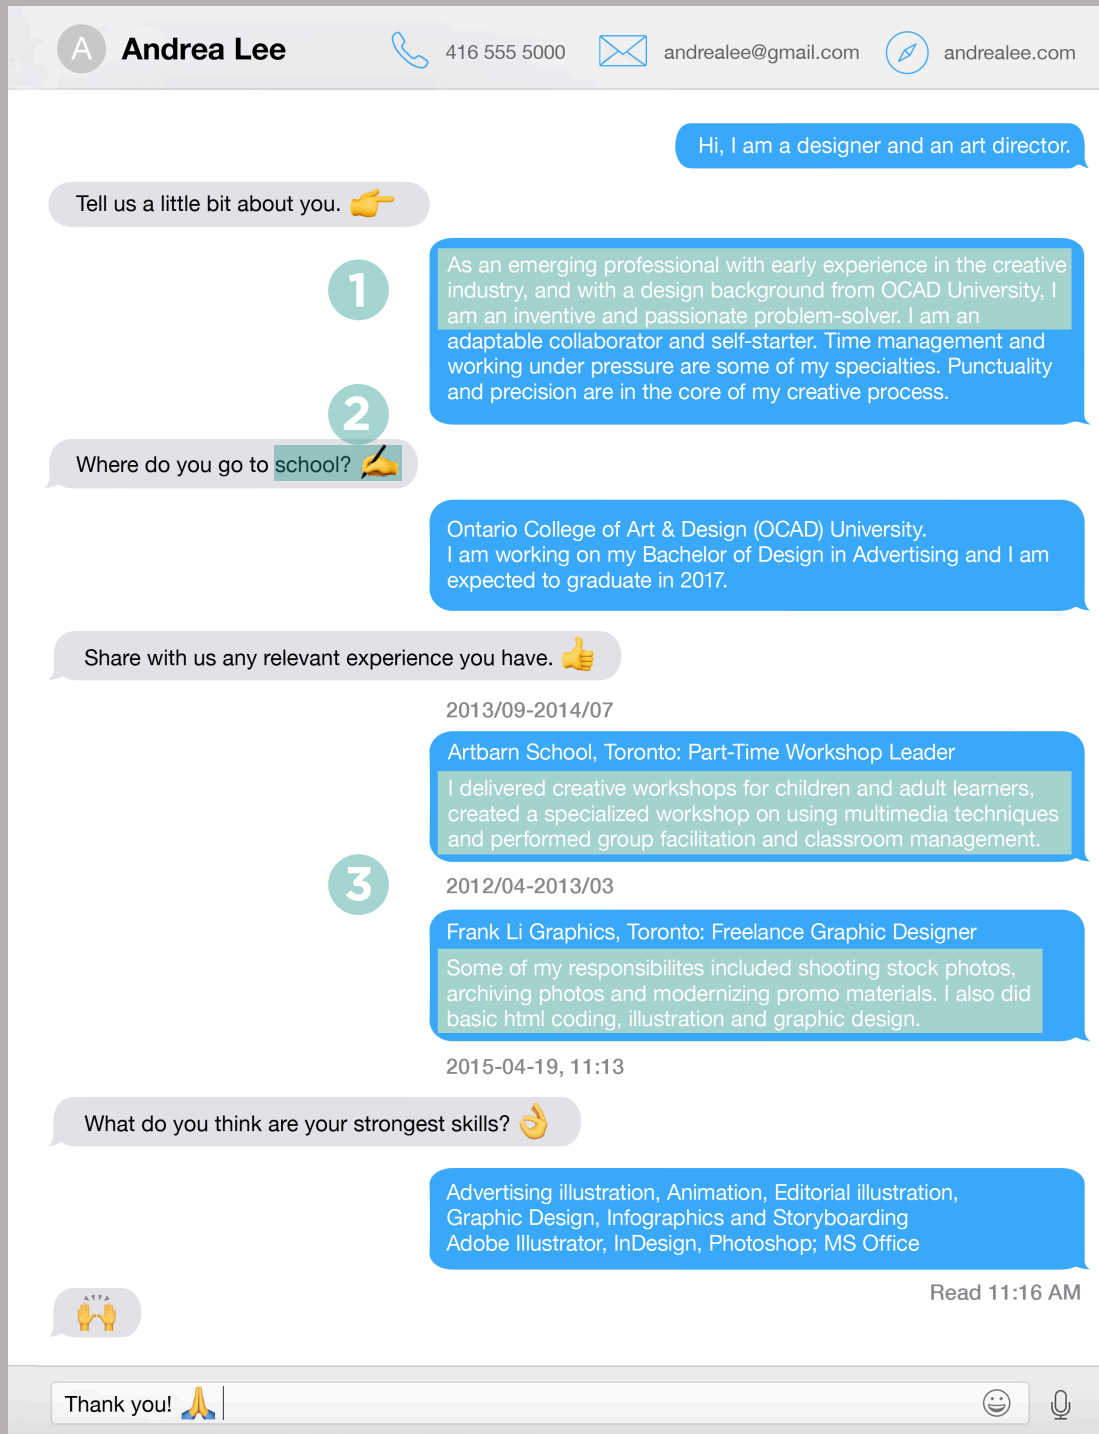 A Andrea Lee 416 555 5000 andrealee@gmail.com andrealee.com
Hi, I am a designer and an art director.
Tell us a little bit about you.
1
As an emerging professional with early experience in the creative
industry, and with a design background from OCAD University, I
am an inventive and passionate problem-solver. I am an
adaptable collaborator and self-starter. Time management and
working under pressure are some of my specialties. Punctuality
and precision are in the core of my creative process.
2
Where do you go to school?
Ontario College of Art & Design (OCAD) University.
I am working on my Bachelor of Design in Advertising and I am
expected to graduate in 2017.
Share with us any relevant experience you have.
2013/09-2014/07
Artbarn School, Toronto: Part-Time Workshop Leader
I delivered creative workshops for children and adult learners,
created a specialized workshop on using multimedia techniques
and performed group facilitation and classroom management.
3
2012/04-2013/03
Frank Li Graphics, Toronto: Freelance Graphic Designer
Some of my responsibilites included shooting stock photos,
archiving photos and modernizing promo materials. I also did
basic html coding, illustration and graphic design.
2015-04-19, 11:13
What do you think are your strongest skills?
Advertising illustration, Animation, Editorial illustration,
Graphic Design, Infographics and Storyboarding
Adobe Illustrator, InDesign, Photoshop; MS Office
Read 11:16 AM
Thank you!